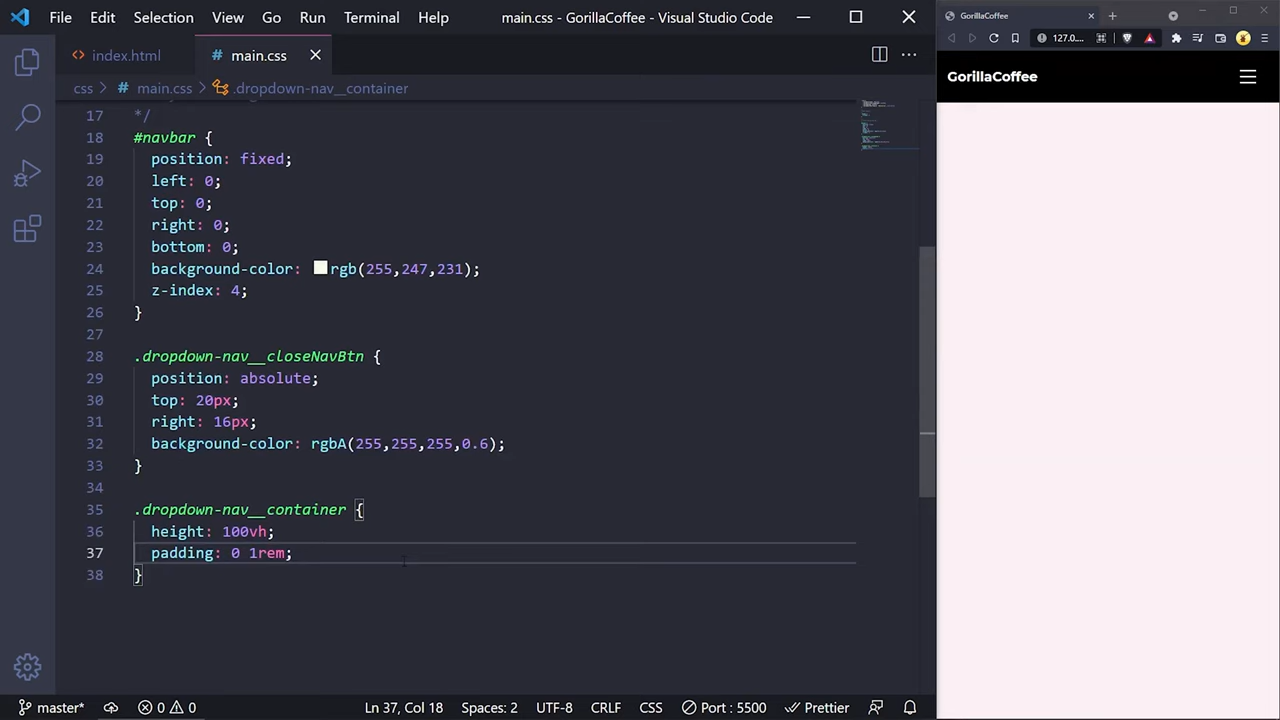 File Edit Selection View Go Run Terminal Help main.css - GorillaCoffee - Visual Studio Code
index.html
main.css
css > main.css > .dropdown-nav__container
17 */
18 #navbar {
19 position: fixed;
20 left: 0;
21 top: 0;
22 right: 0;
23 bottom: 0;
24 background-color: rgb(255,247,231);
25 z-index: 4;
26 }
27
28 .dropdown-nav__closeNavBtn {
29 position: absolute;
30 top: 20px;
31 right: 16px;
32 background-color: rgbA(255,255,255,0.6);
33 }
34
35 .dropdown-nav__container {
36 height: 100vh;
37 padding: 0 1rem;
38 }
master* 0 0 Ln 37, Col 18 Spaces: 2 UTF-8 CRLF CSS Port : 5500 Prettier
GorillaCoffee
127.0....
GorillaCoffee